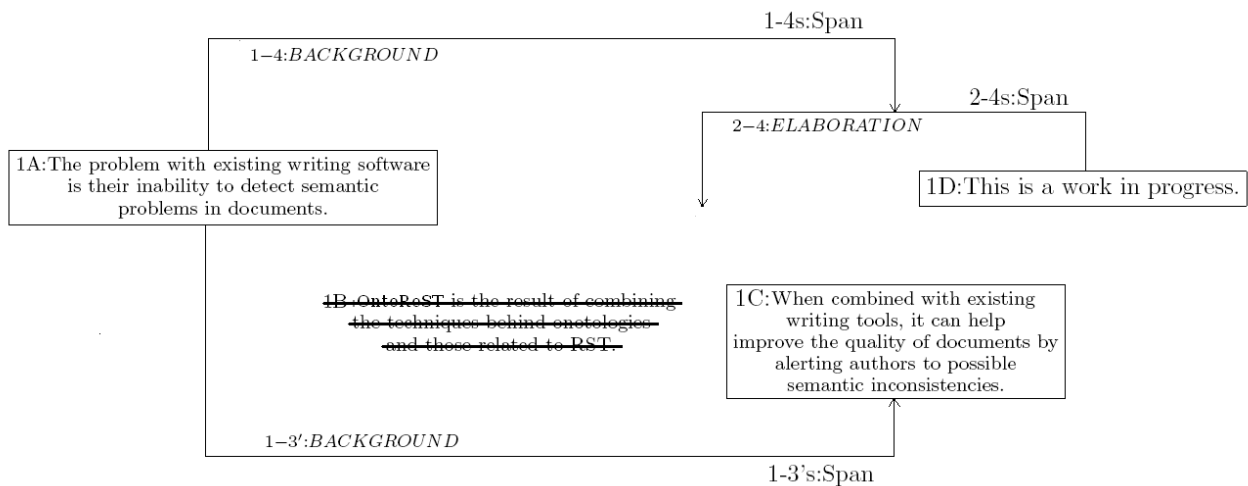 1-4s:Span
1−4:BACKGROUND
2-4s:Span
2−4:ELABORATION
1A:The problem with existing writing software
is their inability to detect semantic
problems in documents.
1D:This is a work in progress.
1B:OntoReST is the result of combining
the techniques behind onotologies
and those related to RST.
1C:When combined with existing
writing tools, it can help
improve the quality of documents by
alerting authors to possible
semantic inconsistencies.
1−3′:BACKGROUND
1-3's:Span